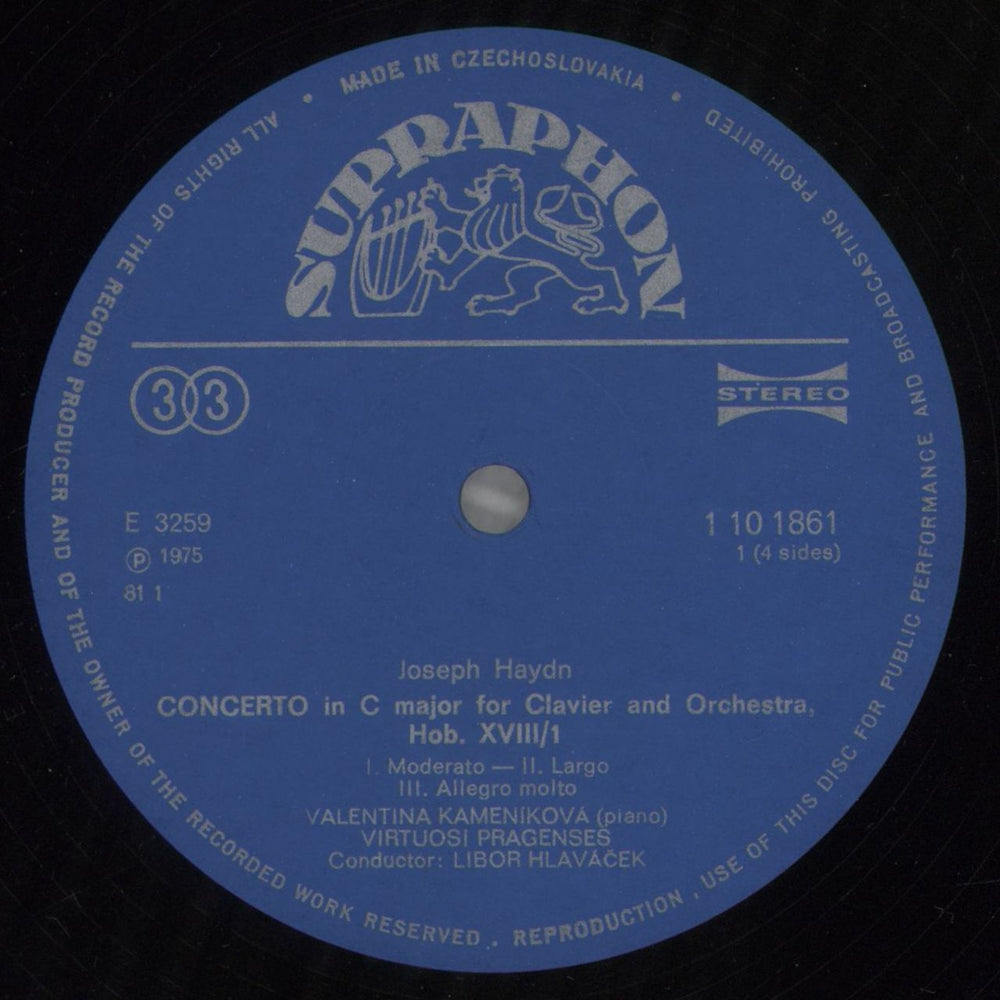 MADE IN CZECHOSLOVAKIA
SUPRAPHON
33
STEREO
E 3259
℗ 1975
81 1
1 10 1861
1 (4 sides)
Joseph Haydn
CONCERTO in C major for Clavier and Orchestra,
Hob. XVIII/1
I. Moderato — II. Largo
III. Allegro molto
VALENTINA KAMENÍKOVÁ (piano)
VIRTUOSI PRAGENSES
Conductor: LIBOR HLAVÁČEK
ALL RIGHTS OF THE RECORD PRODUCER AND OF THE OWNER OF THE RECORDED WORK RESERVED. REPRODUCTION, USE OF THIS DISC FOR PUBLIC PERFORMANCE AND BROADCASTING PROHIBITED